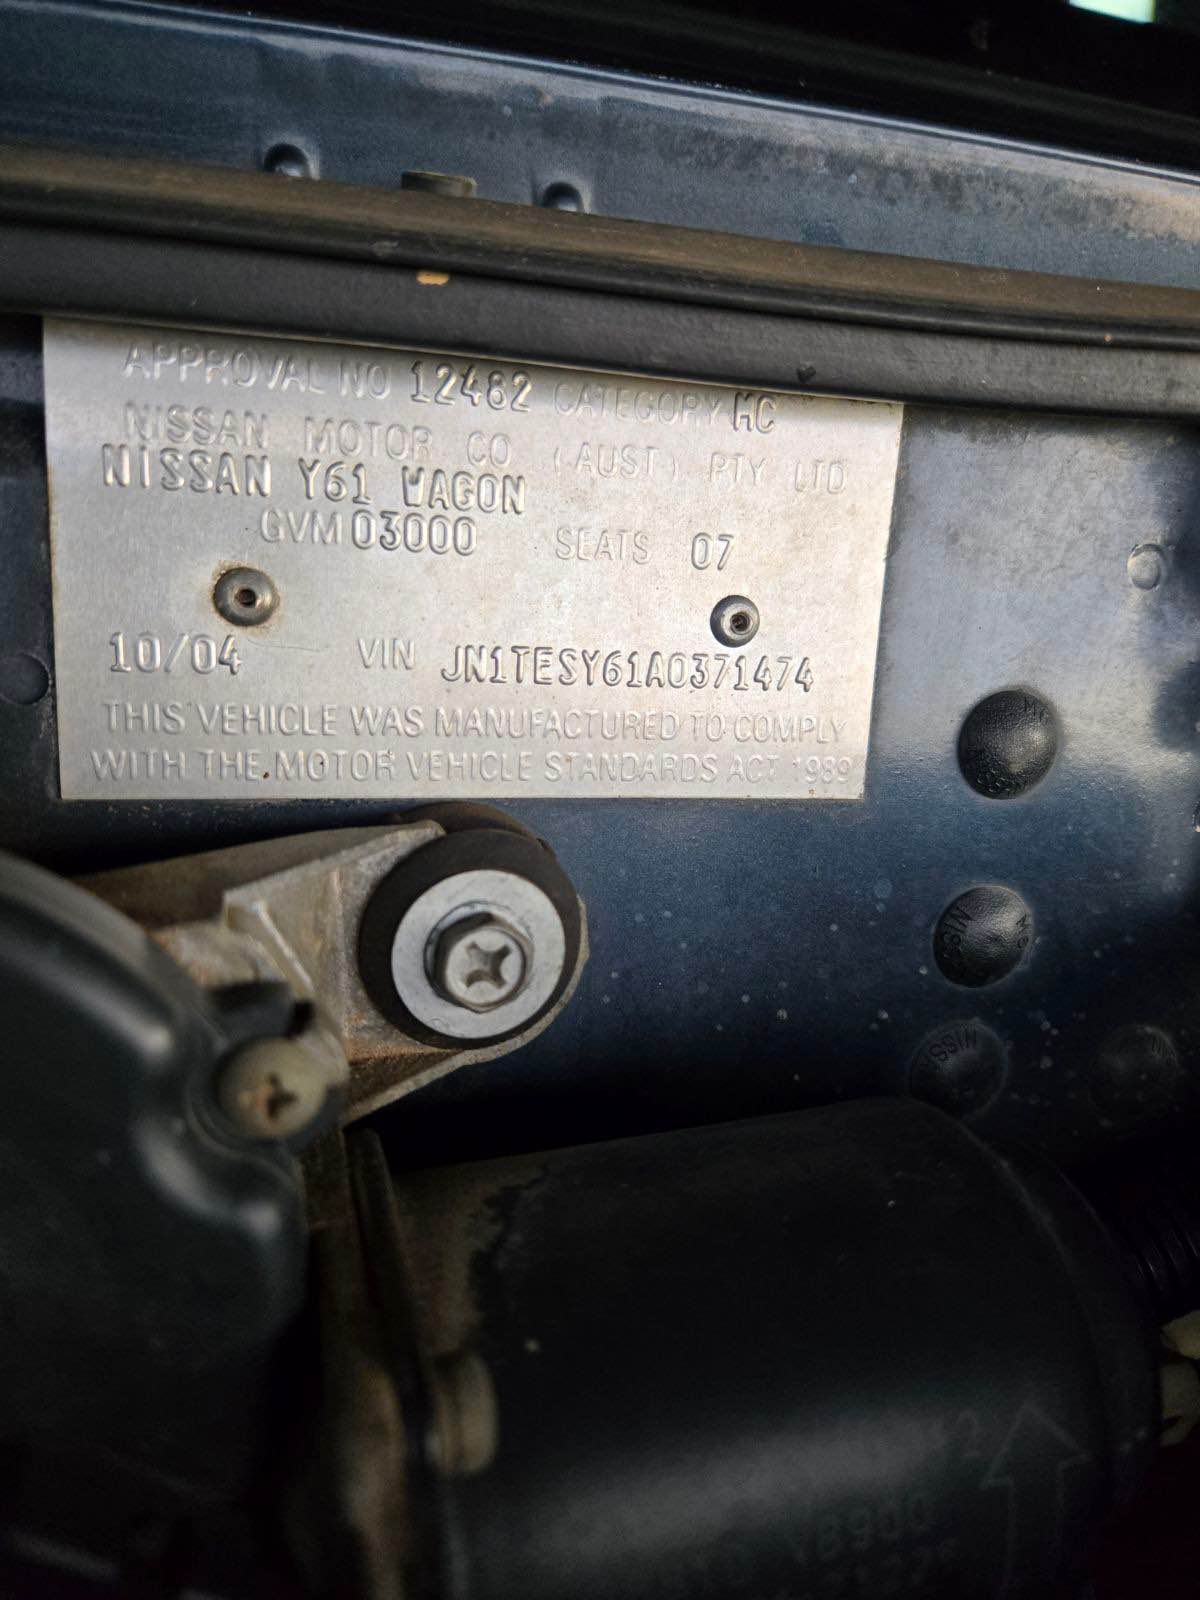 APPROVAL NO 12482 CATEGORY MC
NISSAN MOTOR CO (AUST) PTY LTD
NISSAN Y61 WAGON
GVM 03000 SEATS 07
10/04 VIN JN1TESY61A0371474
THIS VEHICLE WAS MANUFACTURED TO COMPLY
WITH THE MOTOR VEHICLE STANDARDS ACT 1989